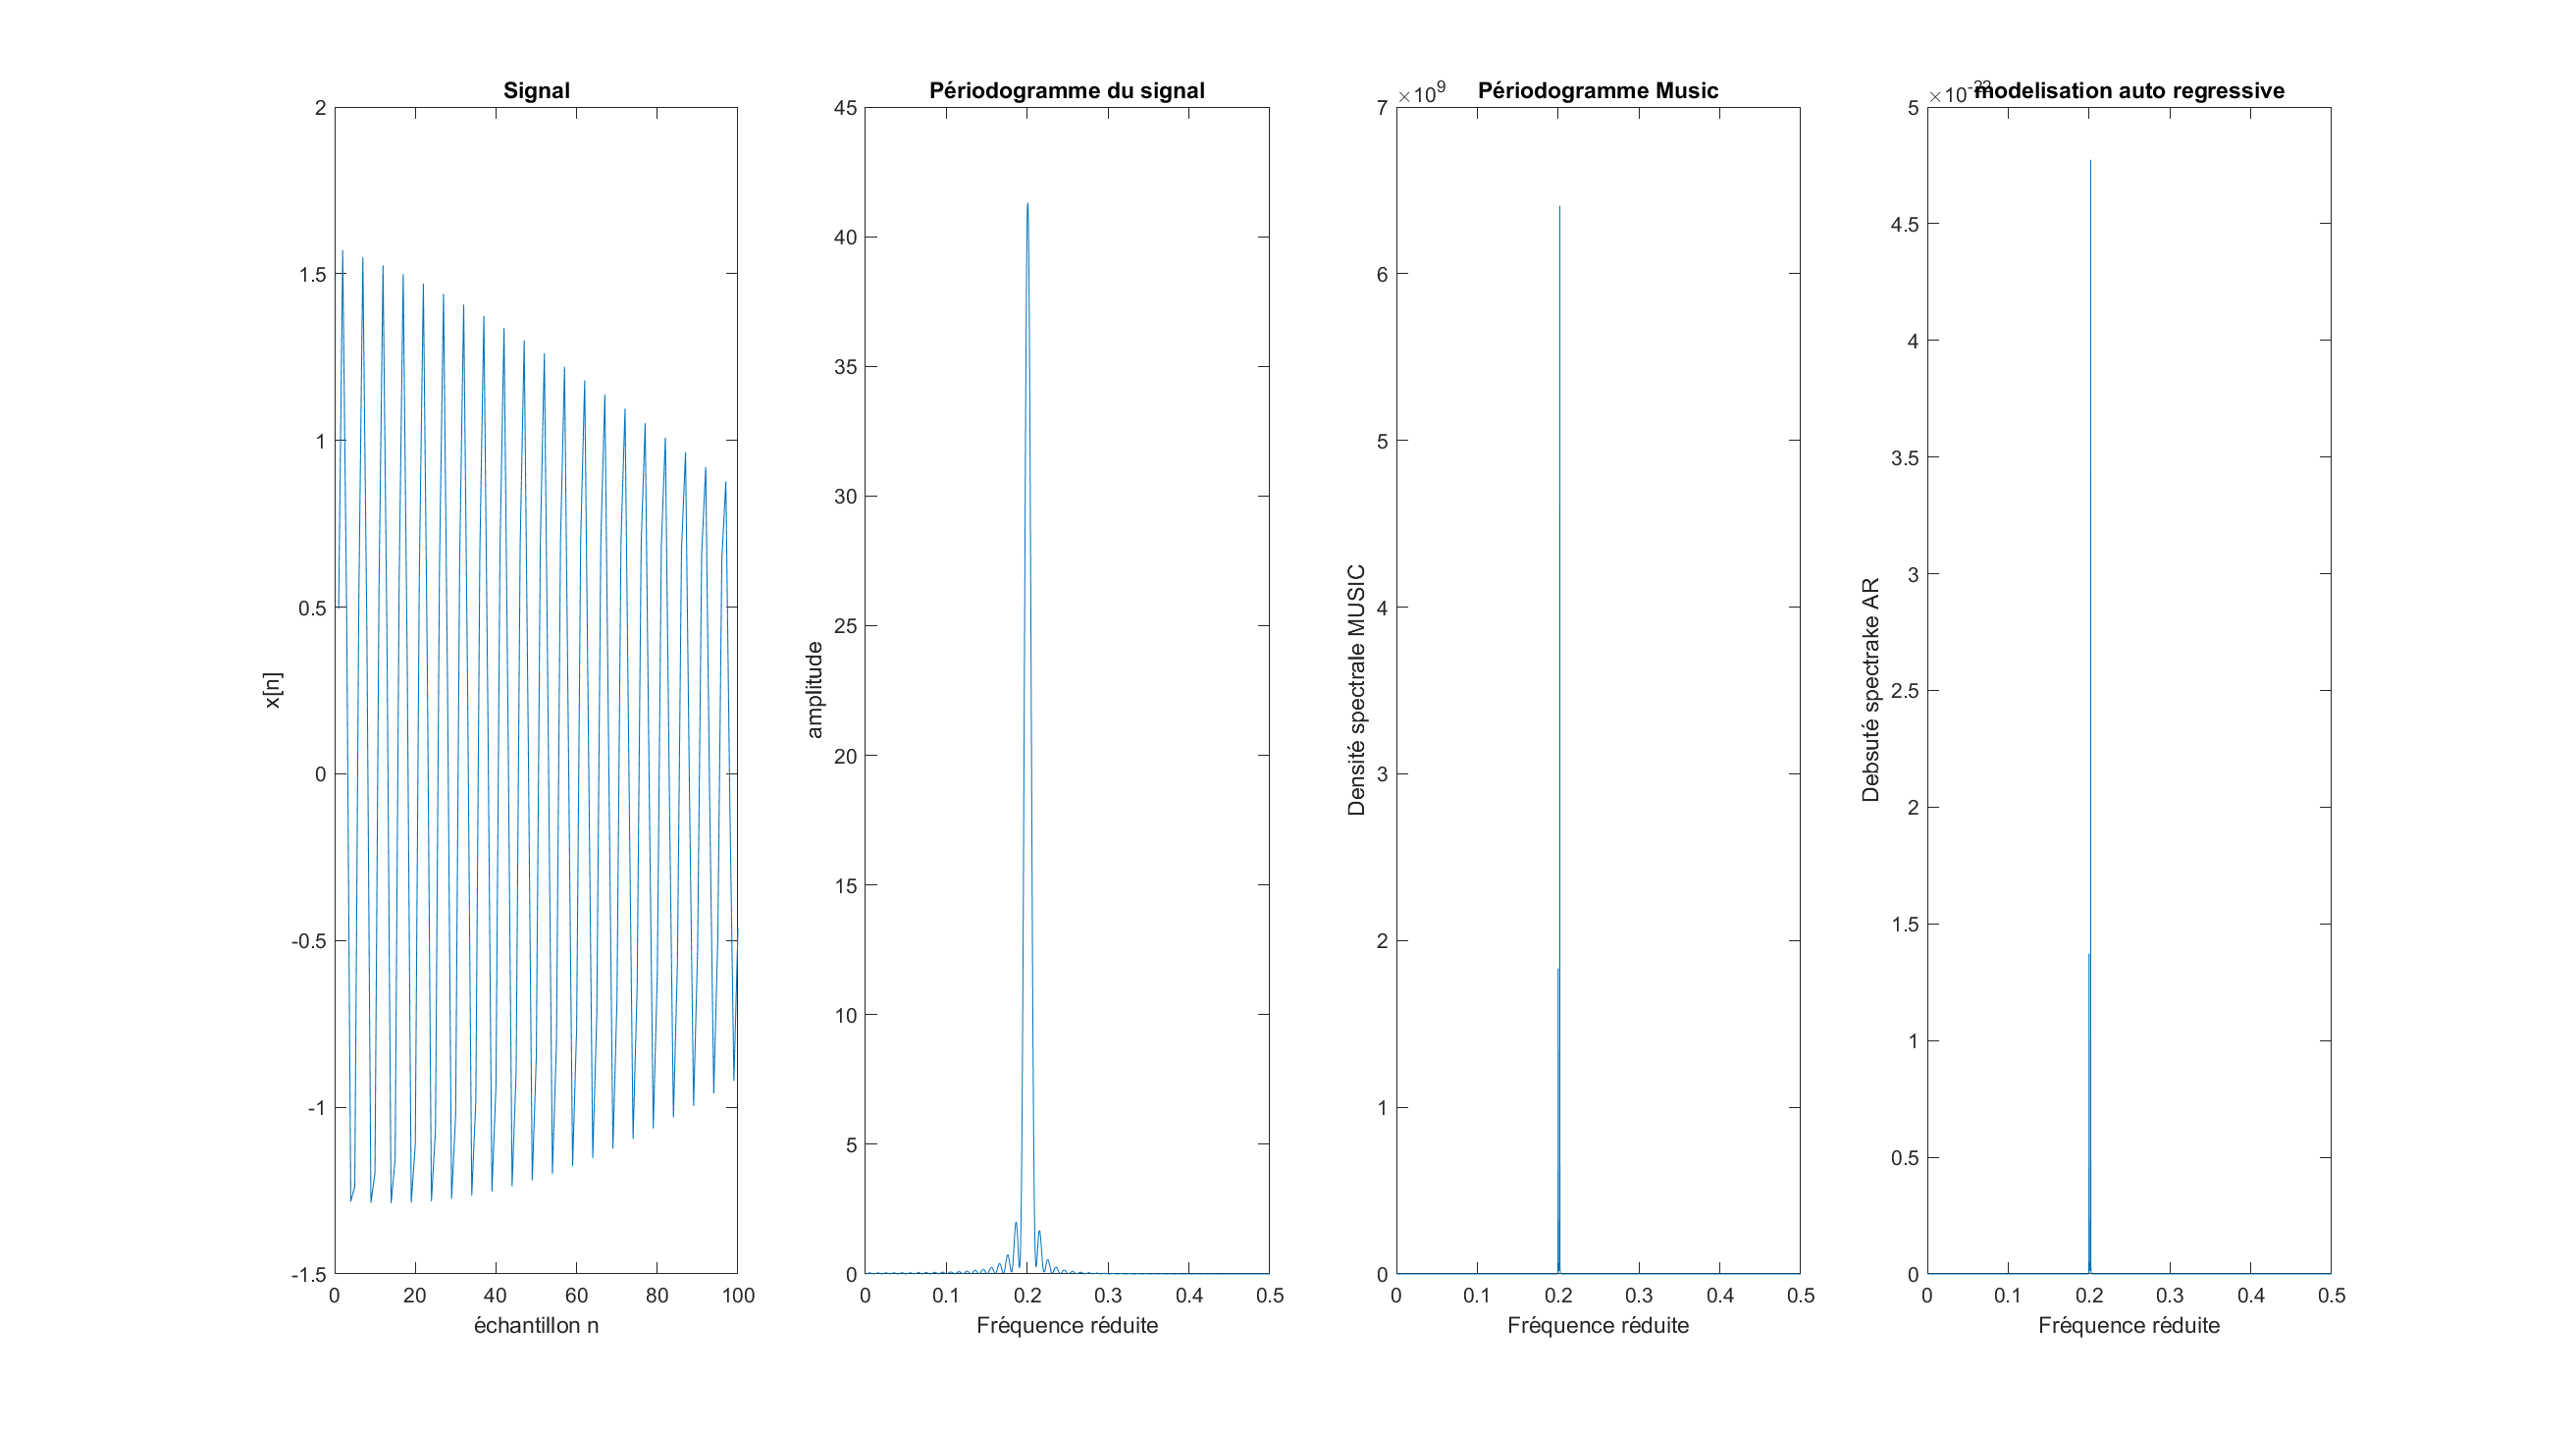 Signal
2
1.5
1
0.5
0
-0.5
-1
-1.5
x[n]
0 20 40 60 80 100
échantillon n
Périodogramme du signal
45
40
35
30
25
20
15
10
5
0
amplitude
0 0.1 0.2 0.3 0.4 0.5
Fréquence réduite
×10⁹
Périodogramme Music
7
6
5
4
3
2
1
0
Densité spectrale MUSIC
0 0.1 0.2 0.3 0.4 0.5
Fréquence réduite
modelisation auto regressive
5
4.5
4
3.5
3
2.5
2
1.5
1
0.5
0
Debsuté spectrake AR
0 0.1 0.2 0.3 0.4 0.5
Fréquence réduite